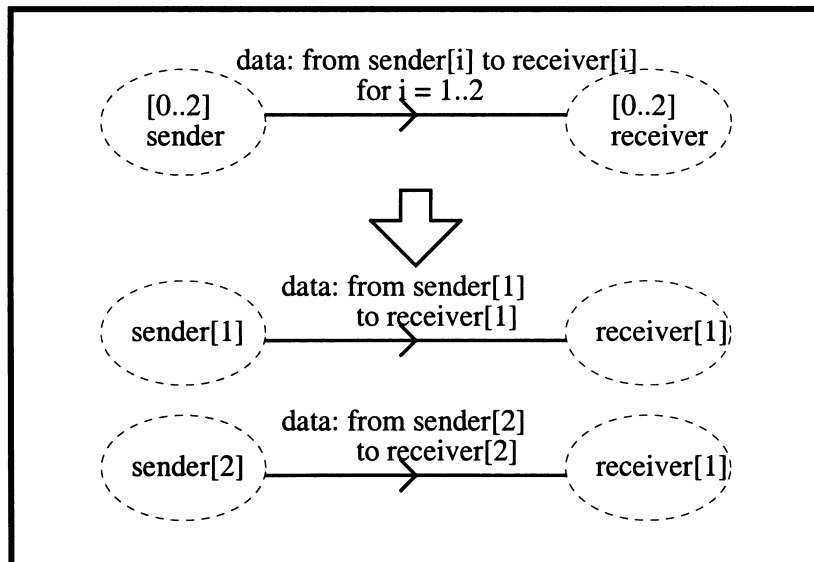 data: from sender[i] to receiver[i]
for i = 1..2
[0..2]
sender
[0..2]
receiver
data: from sender[1]
to receiver[1]
sender[1]
receiver[1]
data: from sender[2]
to receiver[2]
sender[2]
receiver[1]